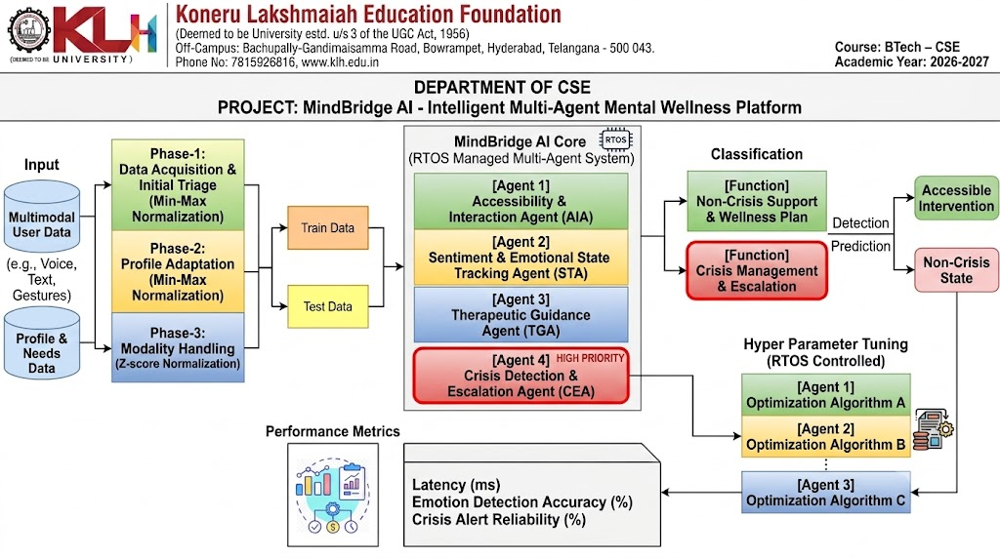 KLH
(DEEMED TO BE UNIVERSITY)
Koneru Lakshmaiah Education Foundation
(Deemed to be University estd. u/s 3 of the UGC Act, 1956)
Off-Campus: Bachupally-Gandimaisamma Road, Bowrampet, Hyderabad, Telangana - 500 043.
Phone No: 7815926816, www.klh.edu.in
Course: BTech – CSE
Academic Year: 2026-2027
DEPARTMENT OF CSE
PROJECT: MindBridge AI - Intelligent Multi-Agent Mental Wellness Platform
Input
Multimodal
User Data
(e.g., Voice,
Text,
Gestures)
Profile &
Needs
Data
Phase-1:
Data Acquisition &
Initial Triage
(Min-Max
Normalization)
Phase-2:
Profile Adaptation
(Min-Max
Normalization)
Phase-3:
Modality Handling
(Z-score Normalization)
Train Data
Test Data
MindBridge AI Core
RTOS
(RTOS Managed Multi-Agent System)
[Agent 1]
Accessibility &
Interaction Agent (AIA)
[Agent 2]
Sentiment & Emotional State
Tracking Agent (STA)
[Agent 3]
Therapeutic Guidance
Agent (TGA)
[Agent 4] HIGH PRIORITY
Crisis Detection &
Escalation Agent (CEA)
Classification
[Function]
Non-Crisis Support
& Wellness Plan
[Function]
Crisis Management
& Escalation
Detection
Prediction
Accessible
Intervention
Non-Crisis
State
Hyper Parameter Tuning
(RTOS Controlled)
[Agent 1]
Optimization Algorithm A
[Agent 2]
Optimization Algorithm B
[Agent 3]
Optimization Algorithm C
Performance Metrics
Latency (ms)
Emotion Detection Accuracy (%)
Crisis Alert Reliability (%)